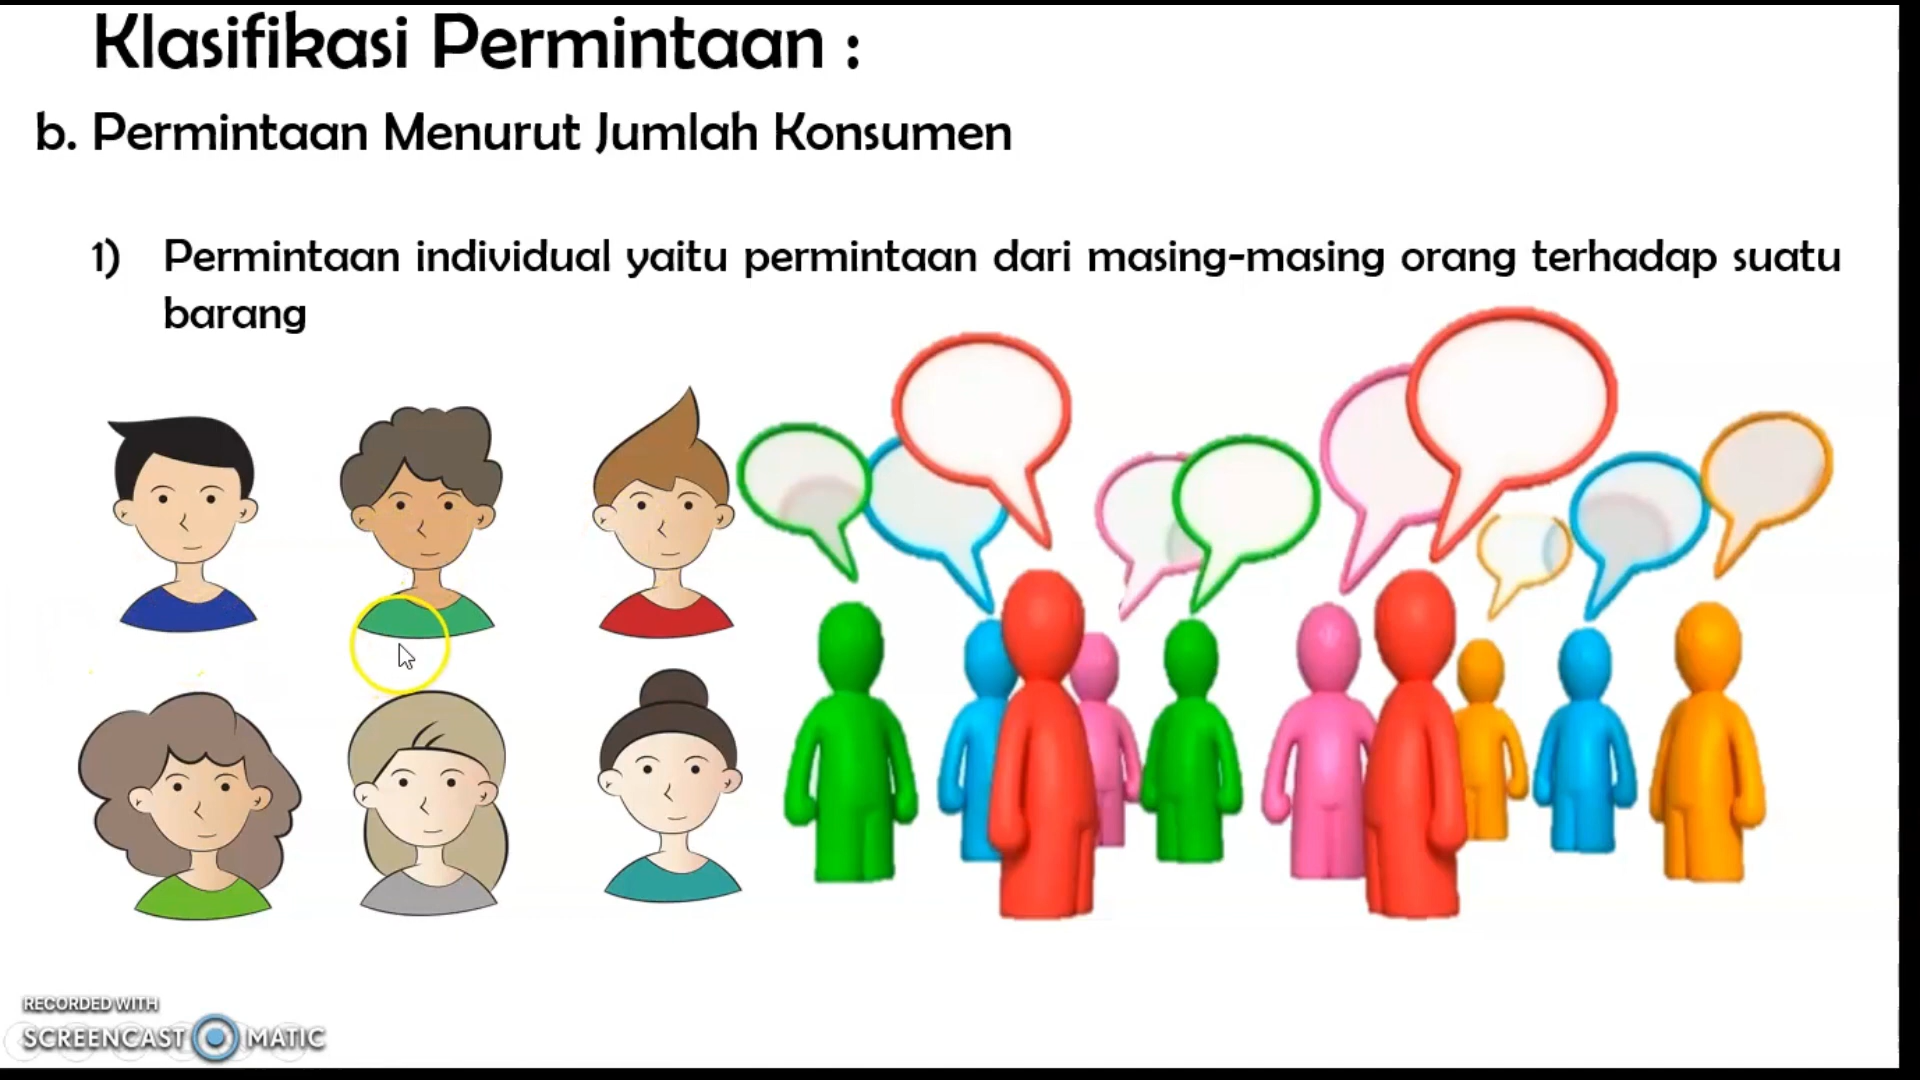 Klasifikasi Permintaan :
b. Permintaan Menurut Jumlah Konsumen
1) Permintaan individual yaitu permintaan dari masing-masing orang terhadap suatu
barang
RECORDED WITH
SCREENCAST MATIC